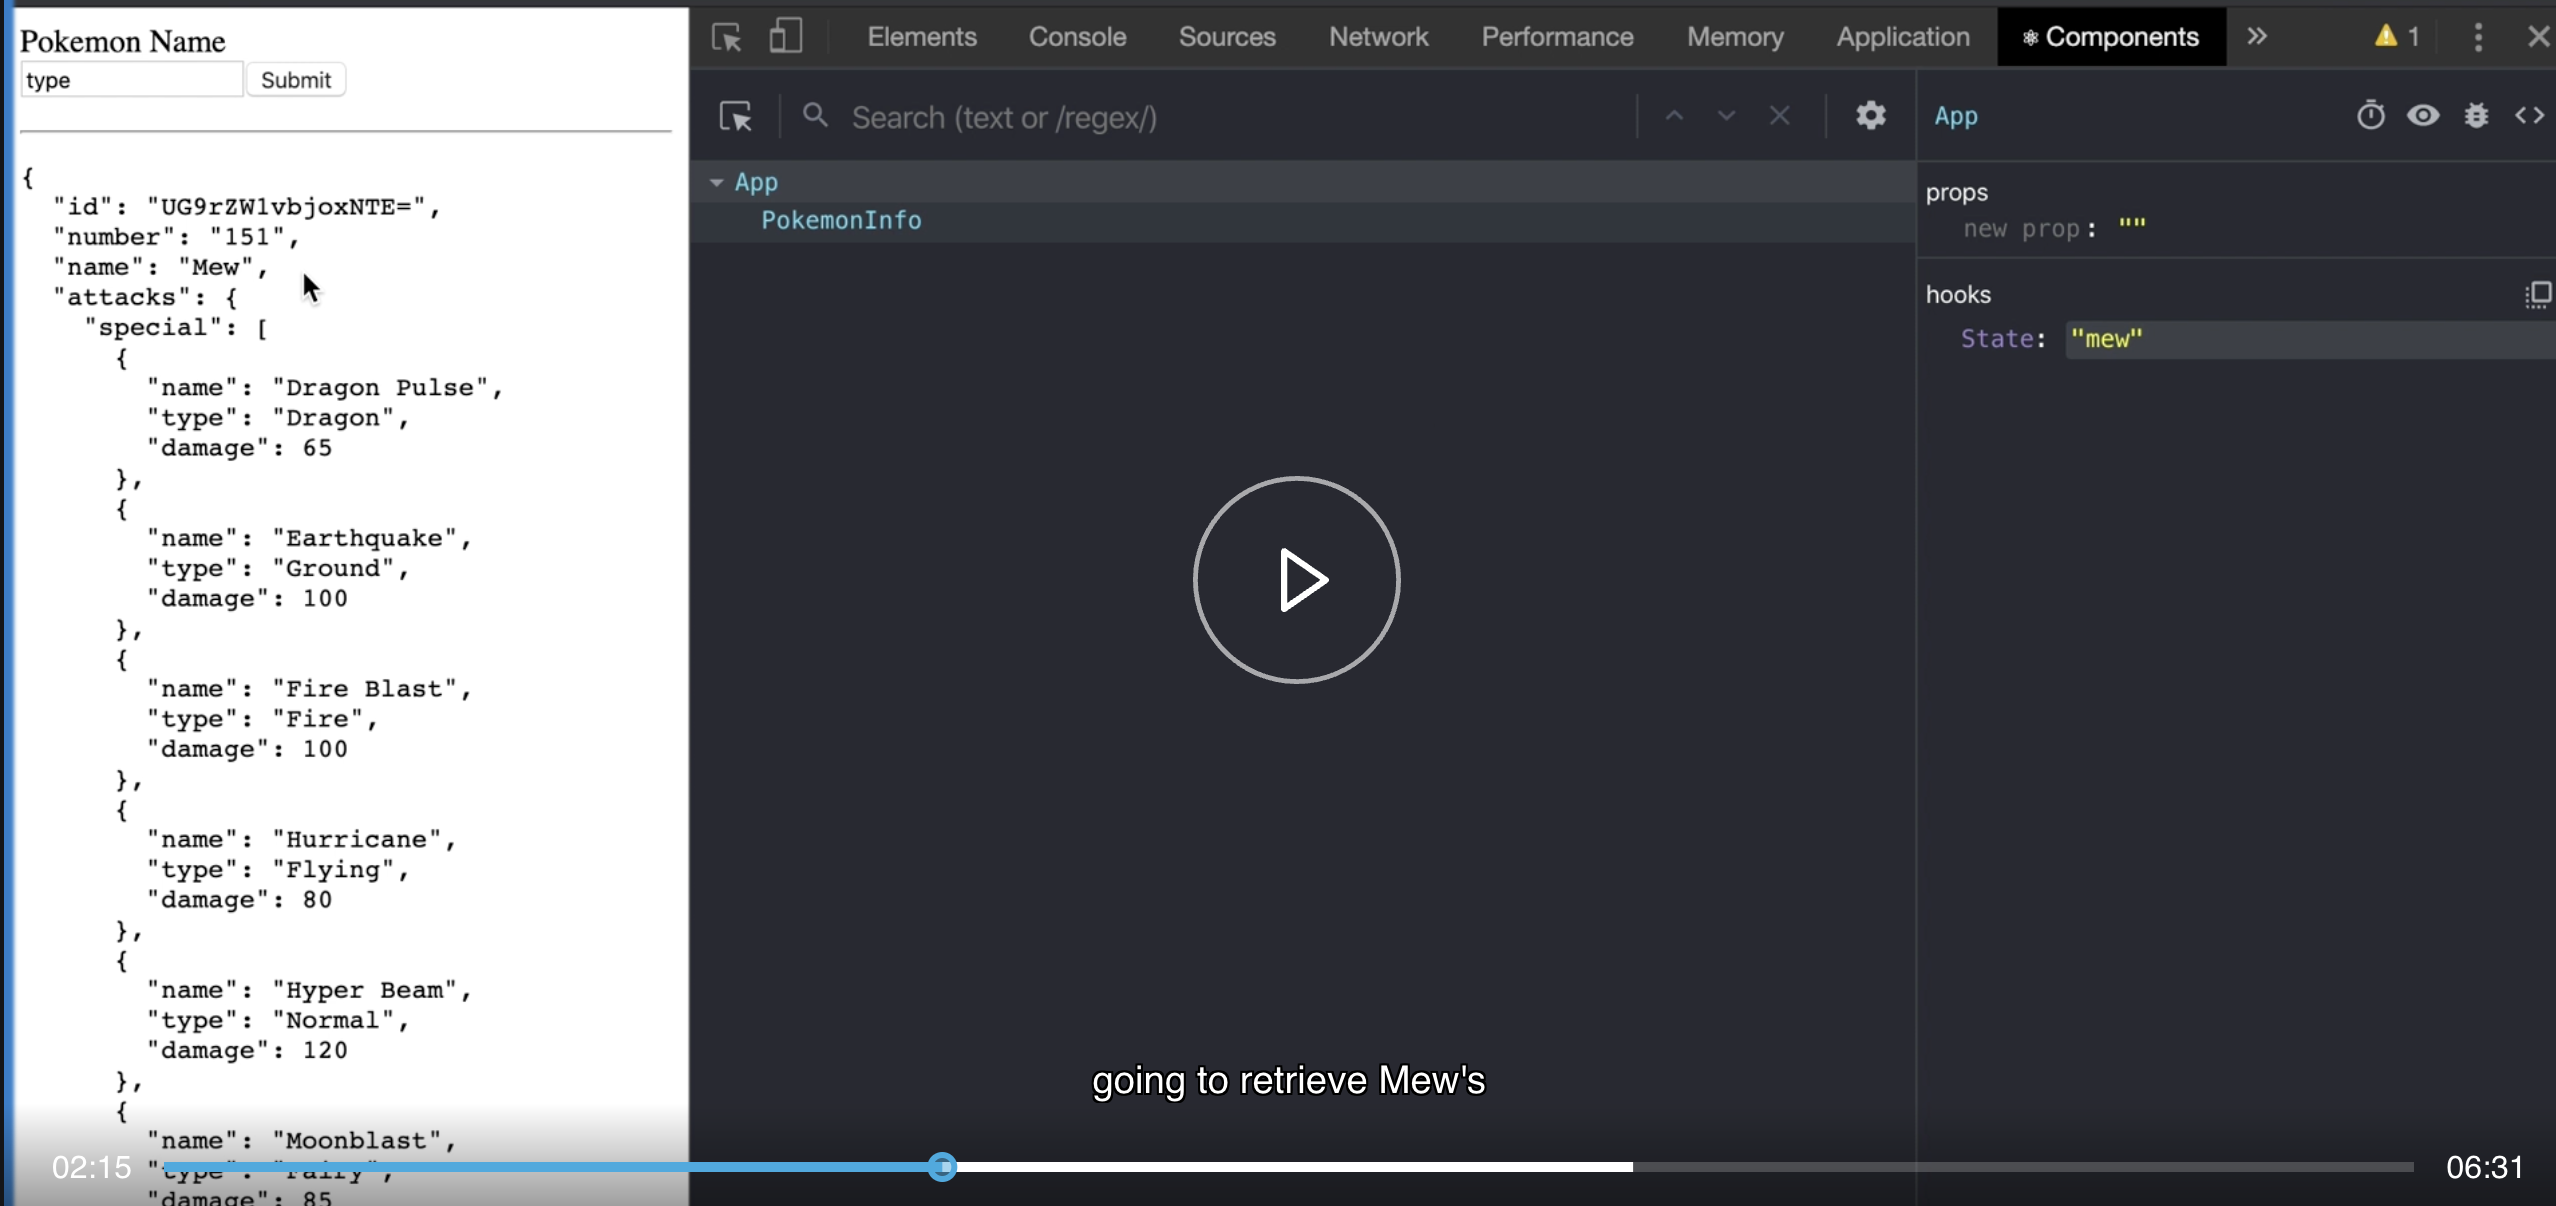 Pokemon Name
type Submit
{
"id": "UG9rZW1vbjoxNTE=",
"number": "151",
"name": "Mew",
"attacks": {
"special": [
{
"name": "Dragon Pulse",
"type": "Dragon",
"damage": 65
},
{
"name": "Earthquake",
"type": "Ground",
"damage": 100
},
{
"name": "Fire Blast",
"type": "Fire",
"damage": 100
},
{
"name": "Hurricane",
"type": "Flying",
"damage": 80
},
{
"name": "Hyper Beam",
"type": "Normal",
"damage": 120
},
{
"name": "Moonblast",
"type": "Fairy",
"damage": 85
Elements Console Sources Network Performance Memory Application Components » 1
Search (text or /regex/)
App
PokemonInfo
App
props
new prop: ""
hooks
State: "mew"
going to retrieve Mew's
02:15 06:31